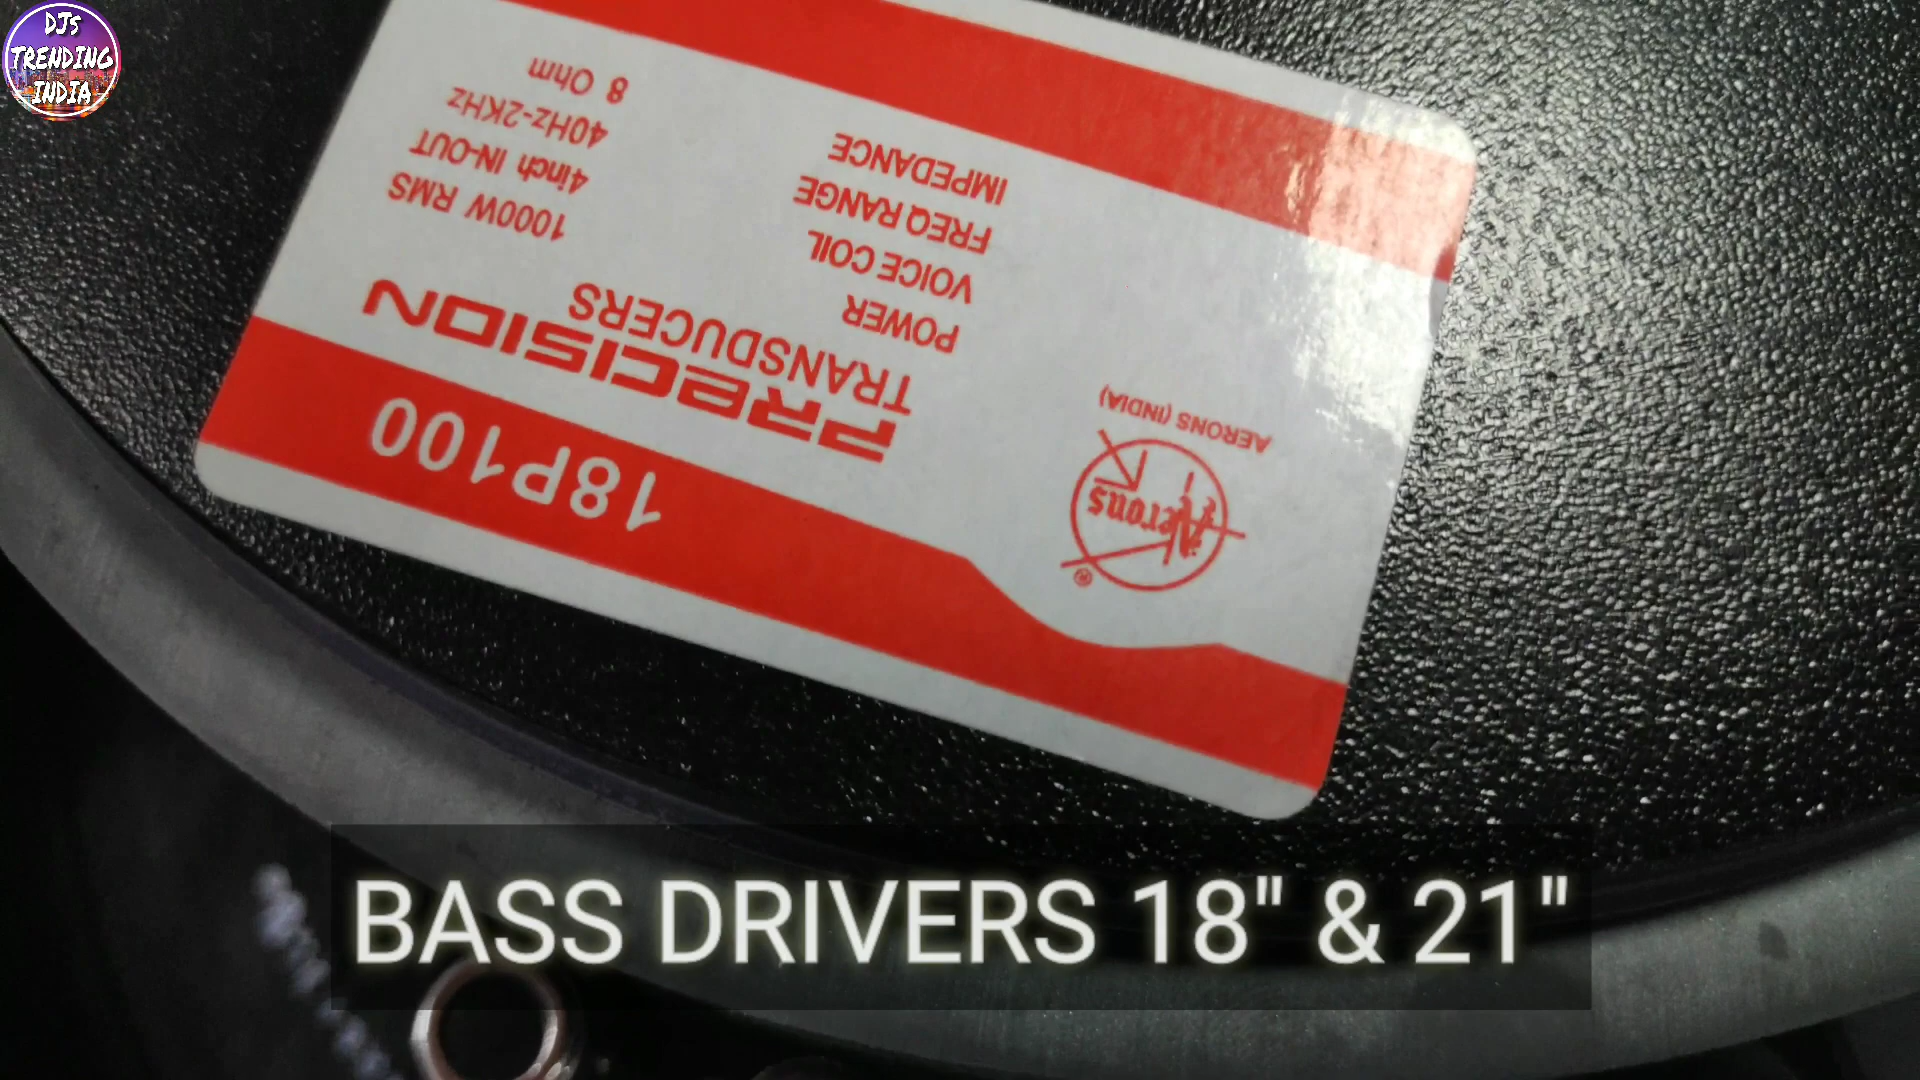 DJs
TRENDING
INDIA
18P100
PRECISION
TRANSDUCERS
POWER 1000W RMS
VOICE COIL 4inch IN-OUT
FREQ RANGE 40Hz-2KHz
IMPEDANCE 8 Ohm
®
Aerons
AERONS (INDIA)
BASS DRIVERS 18" & 21"